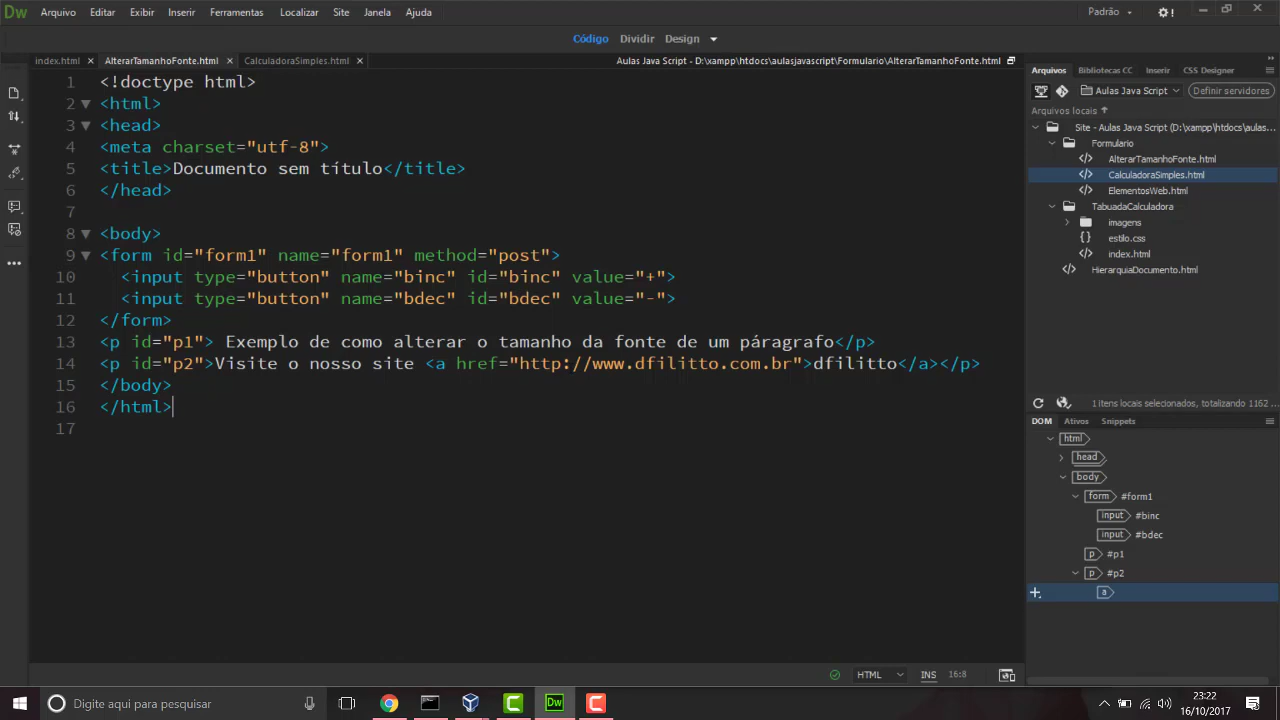 Dw Arquivo Editar Exibir Inserir Ferramentas Localizar Site Janela Ajuda Padrão !
Código Dividir Design
index.html AlterarTamanhoFonte.html CalculadoraSimples.html Aulas Java Script - D:\xampp\htdocs\aulasjavascript\Formulario\AlterarTamanhoFonte.html
1 <!doctype html>
2 <html>
3 <head>
4 <meta charset="utf-8">
5 <title>Documento sem título</title>
6 </head>
7
8 <body>
9 <form id="form1" name="form1" method="post">
10 <input type="button" name="binc" id="binc" value="+">
11 <input type="button" name="bdec" id="bdec" value="-">
12 </form>
13 <p id="p1"> Exemplo de como alterar o tamanho da fonte de um páragrafo</p>
14 <p id="p2">Visite o nosso site <a href="http://www.dfilitto.com.br">dfilitto</a></p>
15 </body>
16 </html>
17
Arquivos Bibliotecas CC Inserir CSS Designer
Aulas Java Script Definir servidores
Arquivos locais
Site - Aulas Java Script (D:\xampp\htdocs\aulas
Formulario
AlterarTamanhoFonte.html
CalculadoraSimples.html
ElementosWeb.html
TabuadaCalculadora
imagens
estilo.css
index.html
HierarquiaDocumento.html
1 itens locais selecionados, totalizando 1162 ...
DOM Ativos Snippets
html
head
body
form #form1
input #binc
input #bdec
p #p1
p #p2
a
HTML INS 16:8
Digite aqui para pesquisar Dw 23:22
16/10/2017